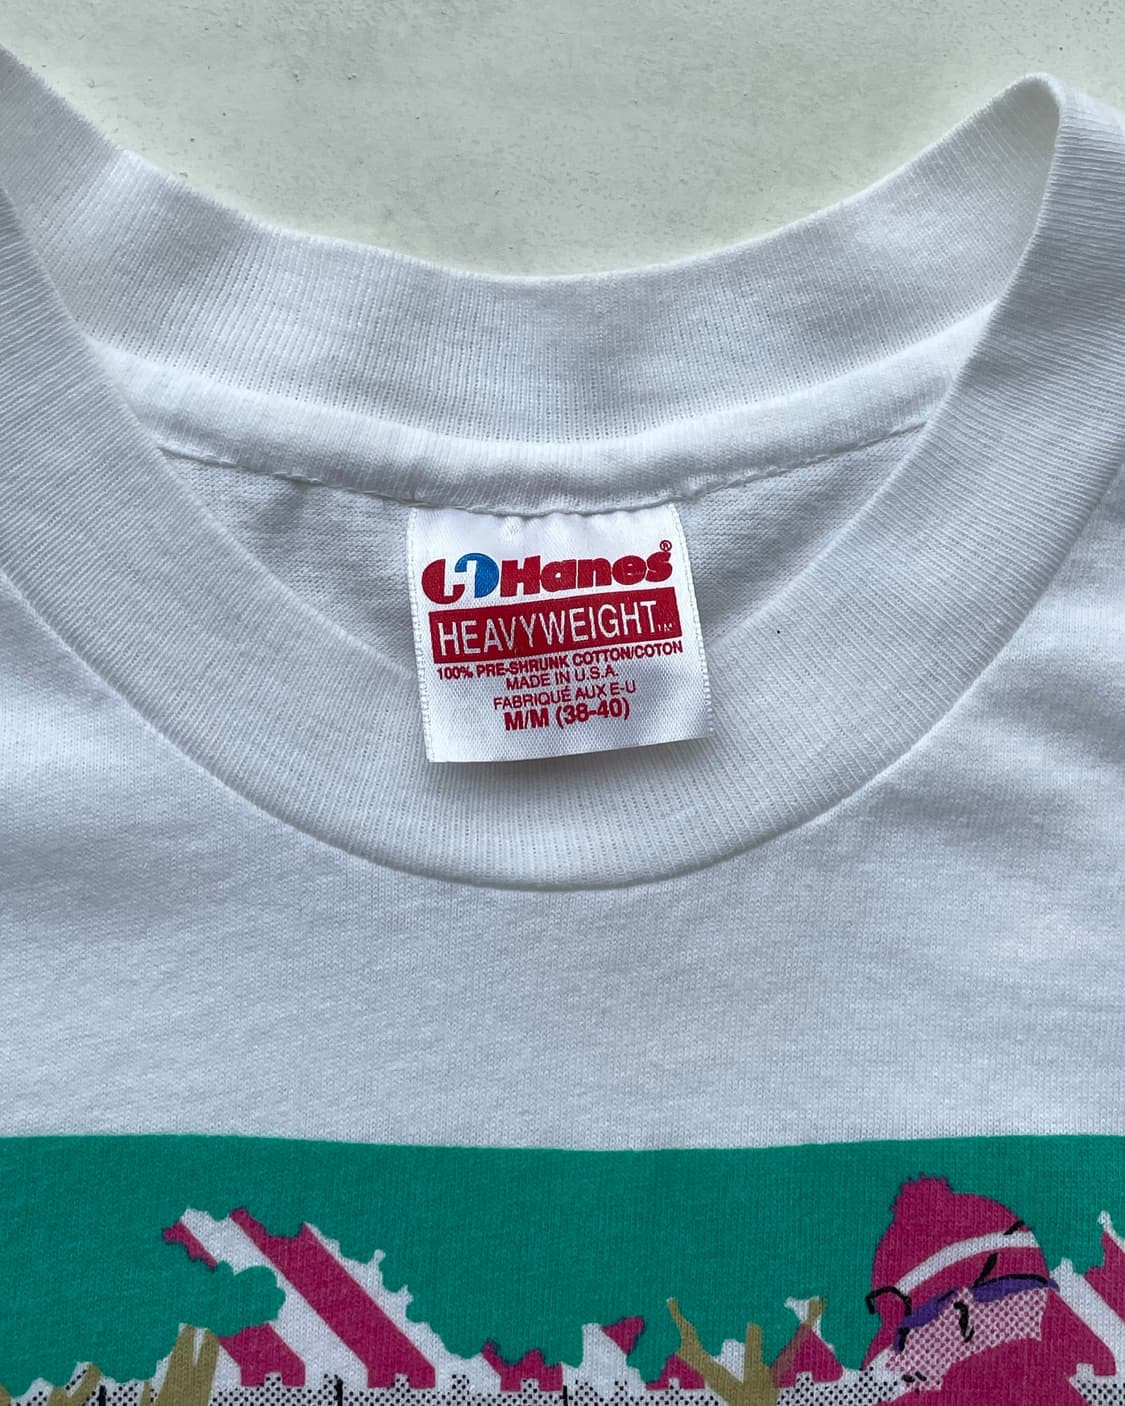 Hanes®
HEAVYWEIGHT™
100% PRE-SHRUNK COTTON/COTON
MADE IN U.S.A.
FABRIQUÉ AUX E-U
M/M (38-40)